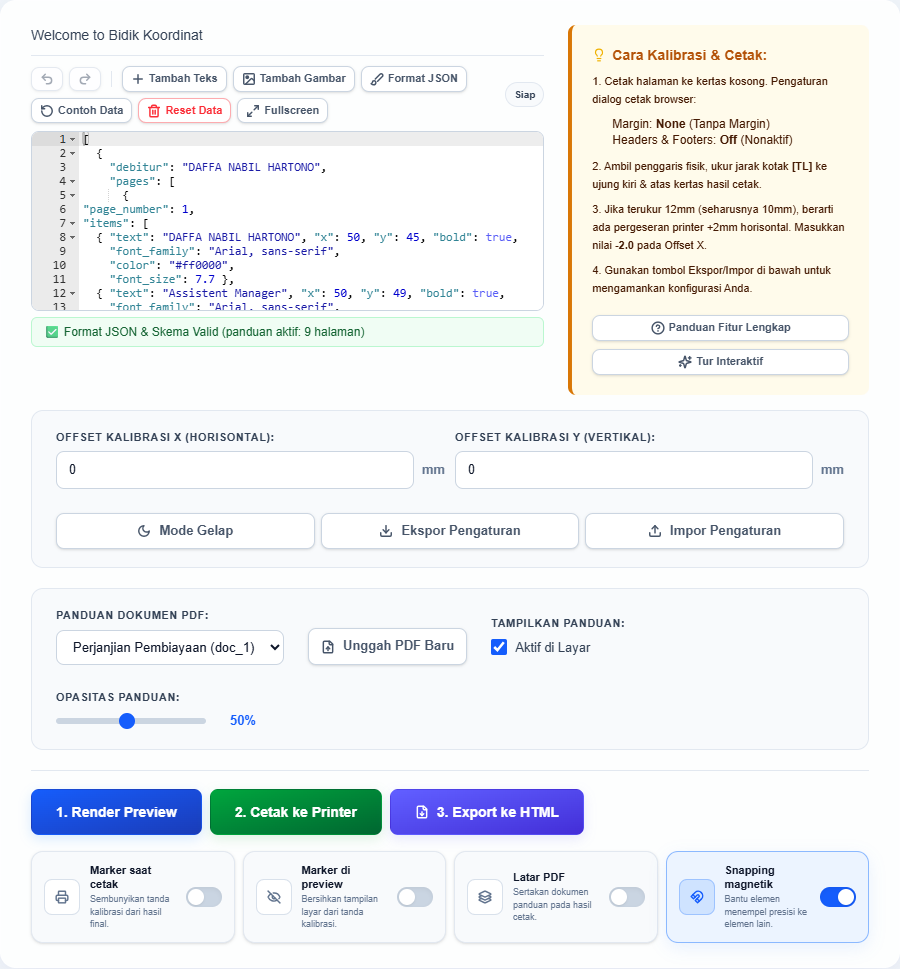 Welcome to Bidik Koordinat
Tambah Teks
Tambah Gambar
Format JSON
Contoh Data
Reset Data
Fullscreen
Siap
1 [
2 {
3 "debitur": "DAFFA NABIL HARTONO",
4 "pages": [
5 {
6 "page_number": 1,
7 "items": [
8 { "text": "DAFFA NABIL HARTONO", "x": 50, "y": 45, "bold": true,
9 "font_family": "Arial, sans-serif",
10 "color": "#ff0000",
11 "font_size": 7.7 },
12 { "text": "Assistent Manager", "x": 50, "y": 49, "bold": true,
13 "font_family": "Arial, sans-serif",
Format JSON & Skema Valid (panduan aktif: 9 halaman)
Cara Kalibrasi & Cetak:
1. Cetak halaman ke kertas kosong. Pengaturan
dialog cetak browser:
Margin: None (Tanpa Margin)
Headers & Footers: Off (Nonaktif)
2. Ambil penggaris fisik, ukur jarak kotak [TL] ke
ujung kiri & atas kertas hasil cetak.
3. Jika terukur 12mm (seharusnya 10mm), berarti
ada pergeseran printer +2mm horisontal. Masukkan
nilai -2.0 pada Offset X.
4. Gunakan tombol Ekspor/Impor di bawah untuk
mengamankan konfigurasi Anda.
Panduan Fitur Lengkap
Tur Interaktif
OFFSET KALIBRASI X (HORISONTAL):
0 mm
OFFSET KALIBRASI Y (VERTIKAL):
0 mm
Mode Gelap
Ekspor Pengaturan
Impor Pengaturan
PANDUAN DOKUMEN PDF:
Perjanjian Pembiayaan (doc_1)
Unggah PDF Baru
TAMPILKAN PANDUAN:
Aktif di Layar
OPASITAS PANDUAN:
50%
1. Render Preview
2. Cetak ke Printer
3. Export ke HTML
Marker saat
cetak
Sembunyikan tanda
kalibrasi dari hasil
final.
Marker di
preview
Bersihkan tampilan
layar dari tanda
kalibrasi.
Latar PDF
Sertakan dokumen
panduan pada hasil
cetak.
Snapping
magnetik
Bantu elemen
menempel presisi ke
elemen lain.